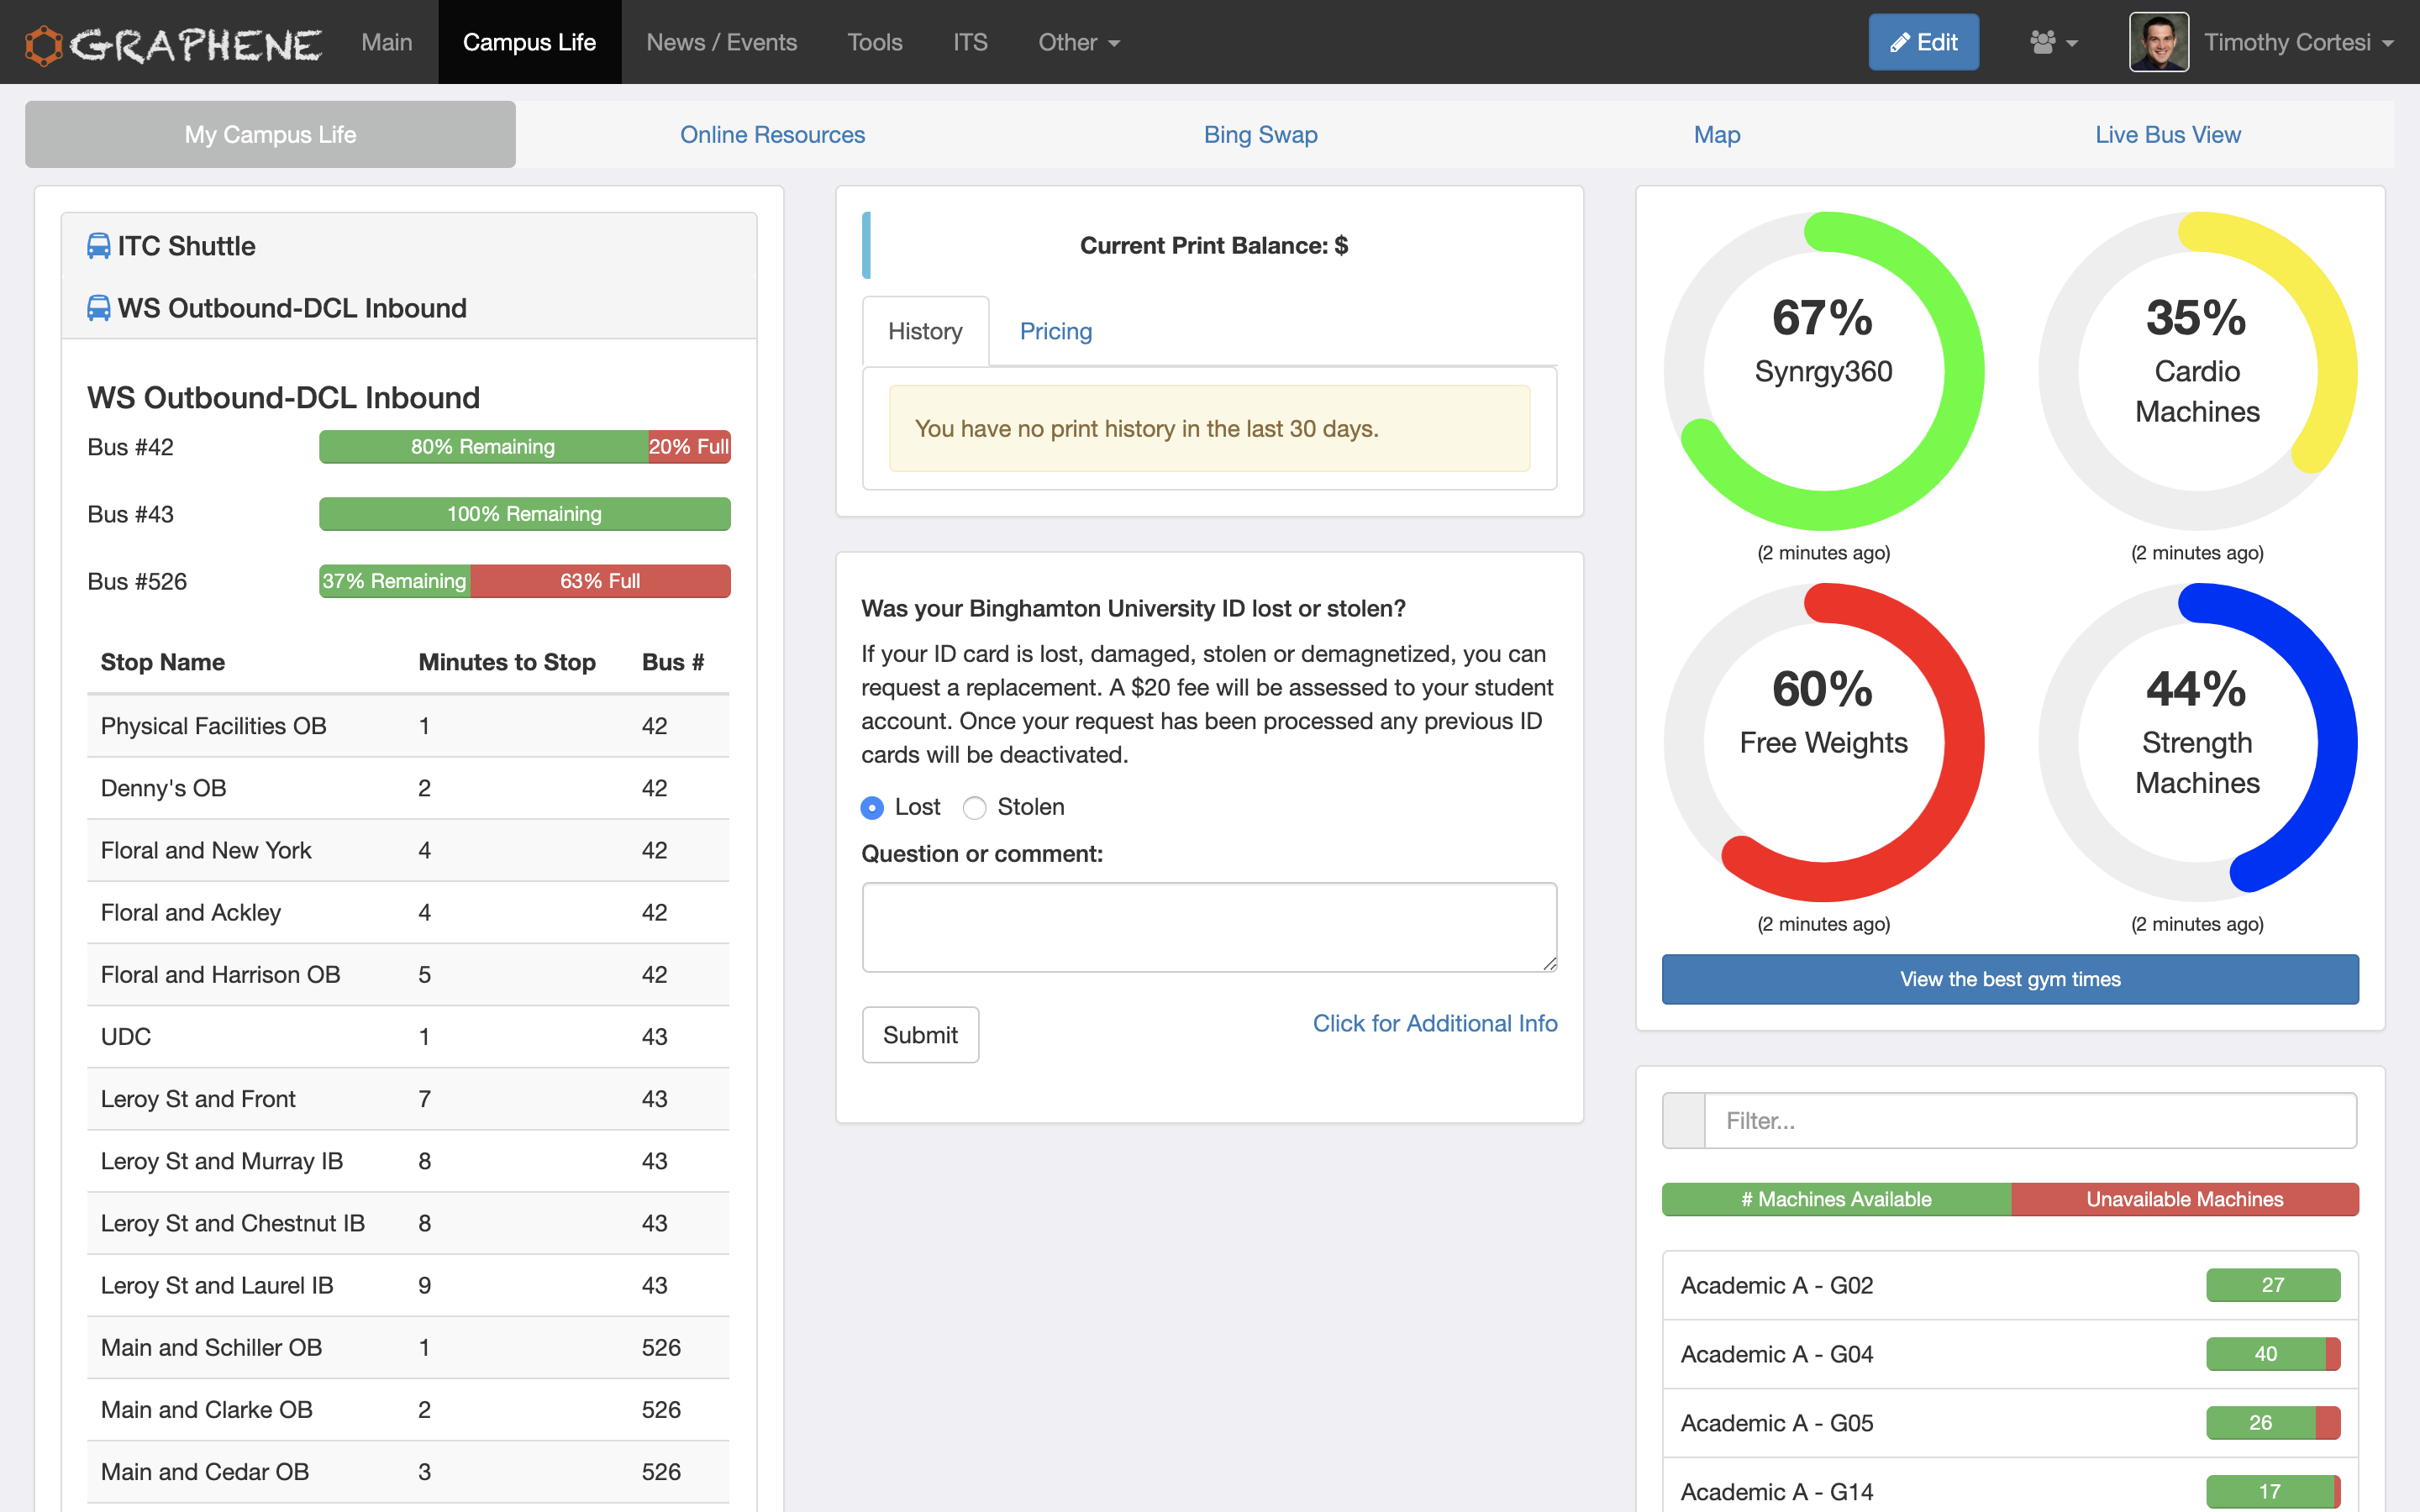 GRAPHENE
Main
Campus Life
News / Events
Tools
ITS
Other
Edit
Timothy Cortesi
My Campus Life
Online Resources
Bing Swap
Map
Live Bus View
ITC Shuttle
WS Outbound-DCL Inbound
WS Outbound-DCL Inbound
Bus #42 80% Remaining 20% Full
Bus #43 100% Remaining
Bus #526 37% Remaining 63% Full
Stop Name Minutes to Stop Bus #
Physical Facilities OB 1 42
Denny's OB 2 42
Floral and New York 4 42
Floral and Ackley 4 42
Floral and Harrison OB 5 42
UDC 1 43
Leroy St and Front 7 43
Leroy St and Murray IB 8 43
Leroy St and Chestnut IB 8 43
Leroy St and Laurel IB 9 43
Main and Schiller OB 1 526
Main and Clarke OB 2 526
Main and Cedar OB 3 526
Current Print Balance: $
History
Pricing
You have no print history in the last 30 days.
Was your Binghamton University ID lost or stolen?
If your ID card is lost, damaged, stolen or demagnetized, you can
request a replacement. A $20 fee will be assessed to your student
account. Once your request has been processed any previous ID
cards will be deactivated.
Lost Stolen
Question or comment:
Submit
Click for Additional Info
67%
Synrgy360
(2 minutes ago)
35%
Cardio
Machines
(2 minutes ago)
60%
Free Weights
(2 minutes ago)
44%
Strength
Machines
(2 minutes ago)
View the best gym times
Filter...
# Machines Available
Unavailable Machines
Academic A - G02 27
Academic A - G04 40
Academic A - G05 26
Academic A - G14 17